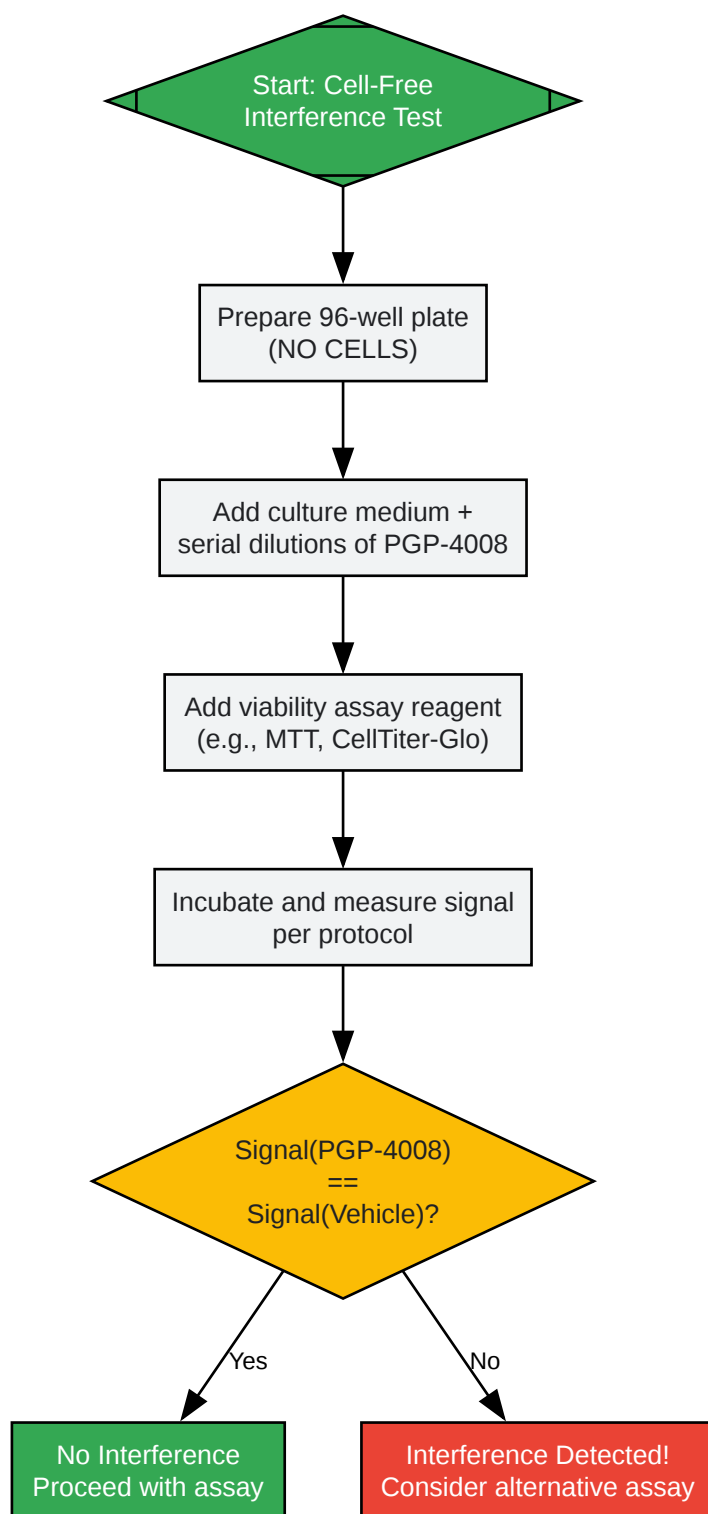 Start: Cell-Free
Interference Test
Prepare 96-well plate
(NO CELLS)
Add culture medium +
serial dilutions of PGP-4008
Add viability assay reagent
(e.g., MTT, CellTiter-Glo)
Incubate and measure signal
per protocol
Signal(PGP-4008)
==
Signal(Vehicle)?
Yes
No
No Interference
Proceed with assay
Interference Detected!
Consider alternative assay